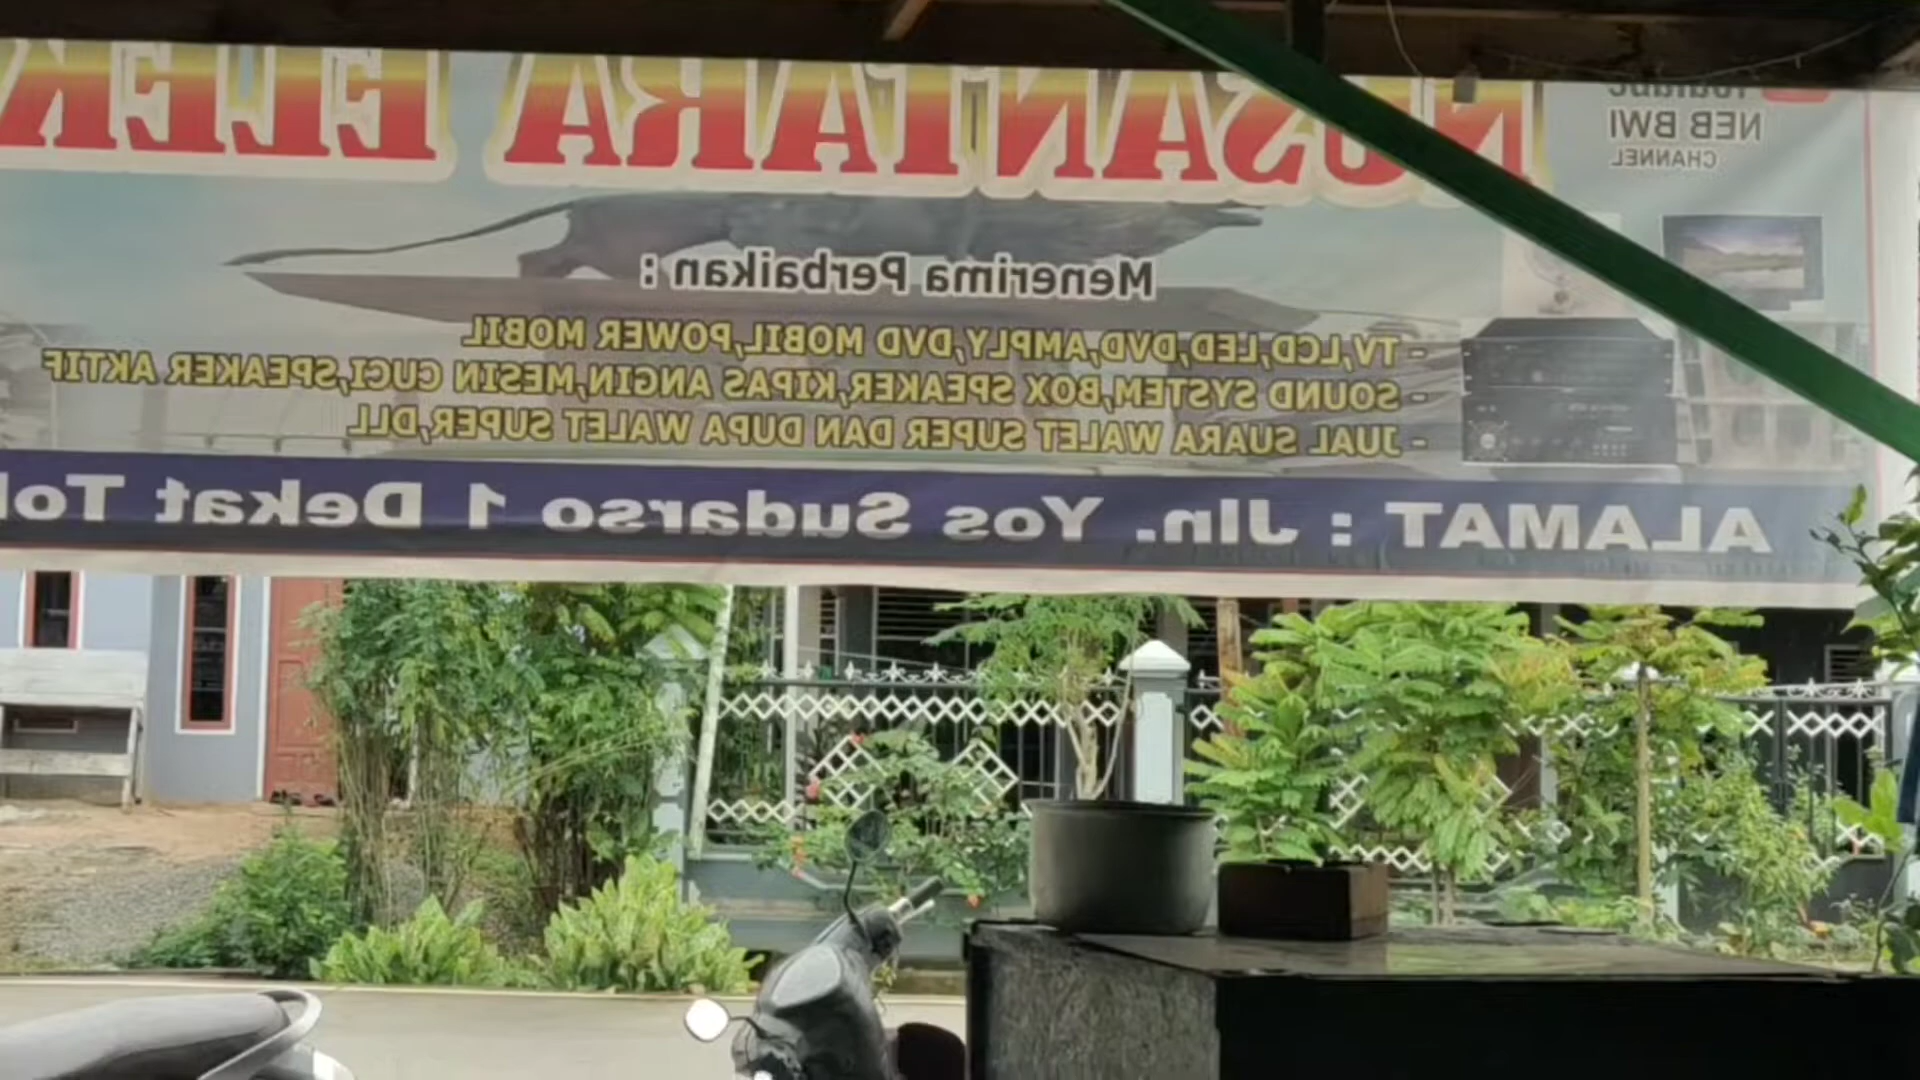 NUSANTARA ELEK
Youtube
NEB BWI
CHANNEL
Menerima Perbaikan :
- TV,LCD,LED,DVD,AMPLY,DVD MOBIL,POWER MOBIL
- SOUND SYSTEM,BOX SPEAKER,KIPAS ANGIN,MESIN CUCI,SPEAKER AKTIF
- JUAL SUARA WALET SUPER DAN DUPA WALET SUPER,DLL
ALAMAT : Jln. Yos Sudarso 1 Dekat Tok